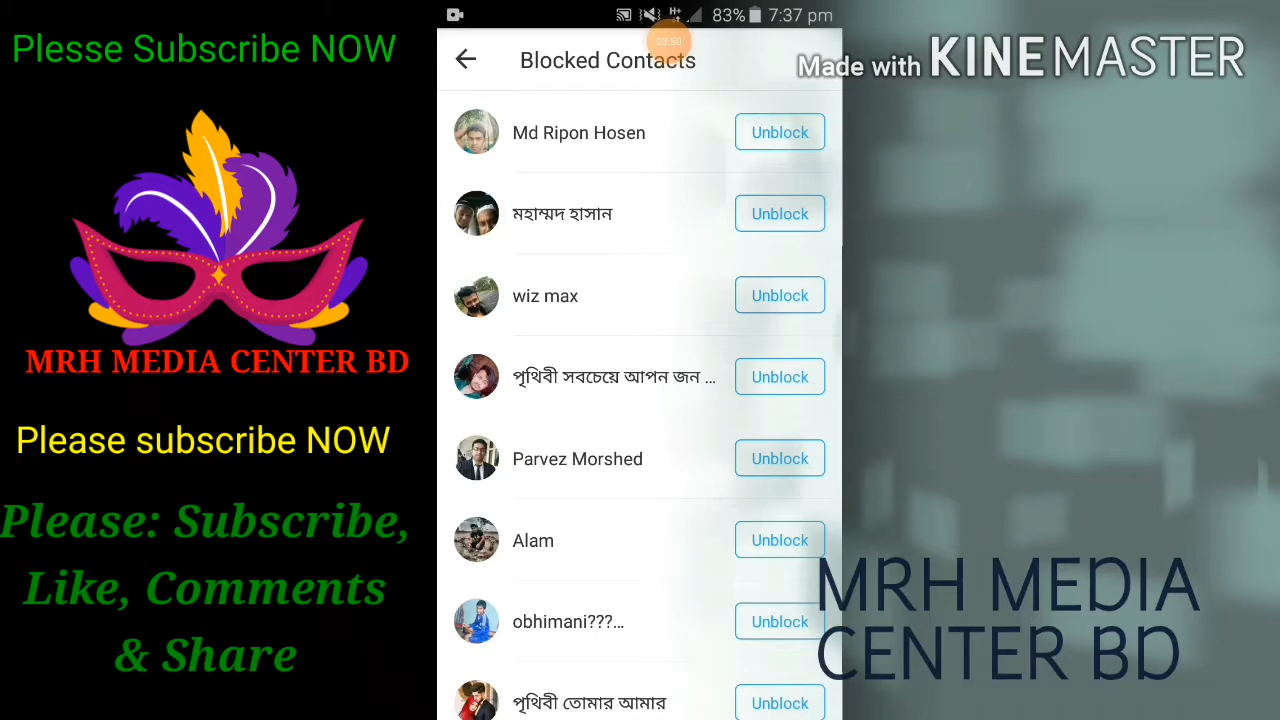 Plesse Subscribe NOW
MRH MEDIA CENTER BD
Please subscribe NOW
Please: Subscribe,
Like, Comments
& Share
H+ 83% 7:37 pm
03:50
Blocked Contacts
Md Ripon Hosen Unblock
মহাম্মদ হাসান Unblock
wiz max Unblock
পৃথিবী সবচেয়ে আপন জন ... Unblock
Parvez Morshed Unblock
Alam Unblock
obhimani???... Unblock
পৃথিবী তোমার আমার Unblock
Made with KINEMASTER
MRH MEDIA
CENTER BD